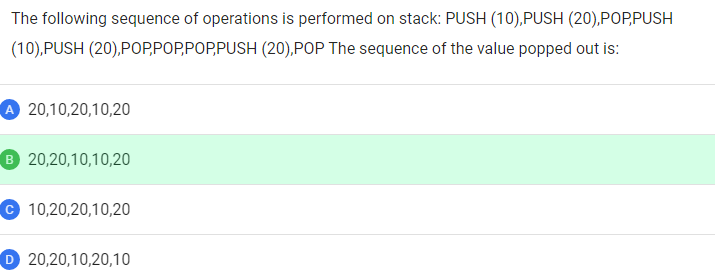 The following sequence of operations is performed on stack: PUSH (10),PUSH (20),POP,PUSH
(10),PUSH (20),POP,POP,POP,PUSH (20),POP The sequence of the value popped out is:
A 20,10,20,10,20
B 20,20,10,10,20
C 10,20,20,10,20
D 20,20,10,20,10